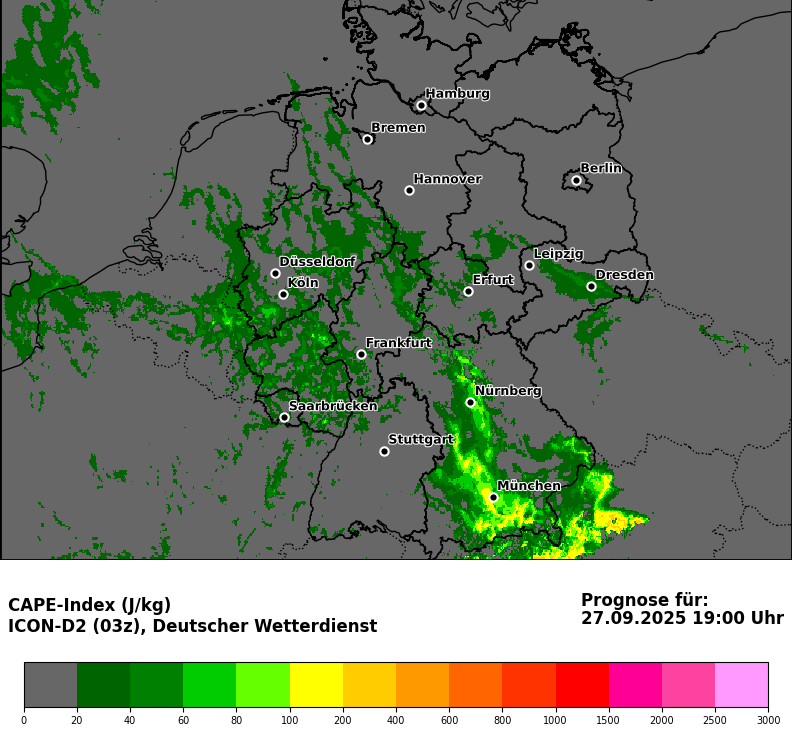 Hamburg
Bremen
Hannover
Berlin
Düsseldorf
Köln
Leipzig
Dresden
Erfurt
Frankfurt
Nürnberg
Saarbrücken
Stuttgart
München
CAPE-Index (J/kg)
ICON-D2 (03z), Deutscher Wetterdienst
Prognose für:
27.09.2025 19:00 Uhr
0 20 40 60 80 100 200 400 600 800 1000 1500 2000 2500 3000